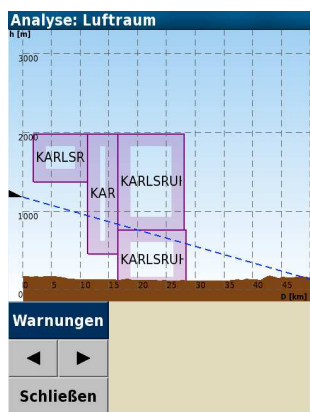 Analyse: Luftraum
h [m]
3000
2000
KARLSR
KAR
KARLSRUH
1000
KARLSRUH
0
0 5 10 15 20 25 30 35 40 45
D [km]
Warnungen
Schließen